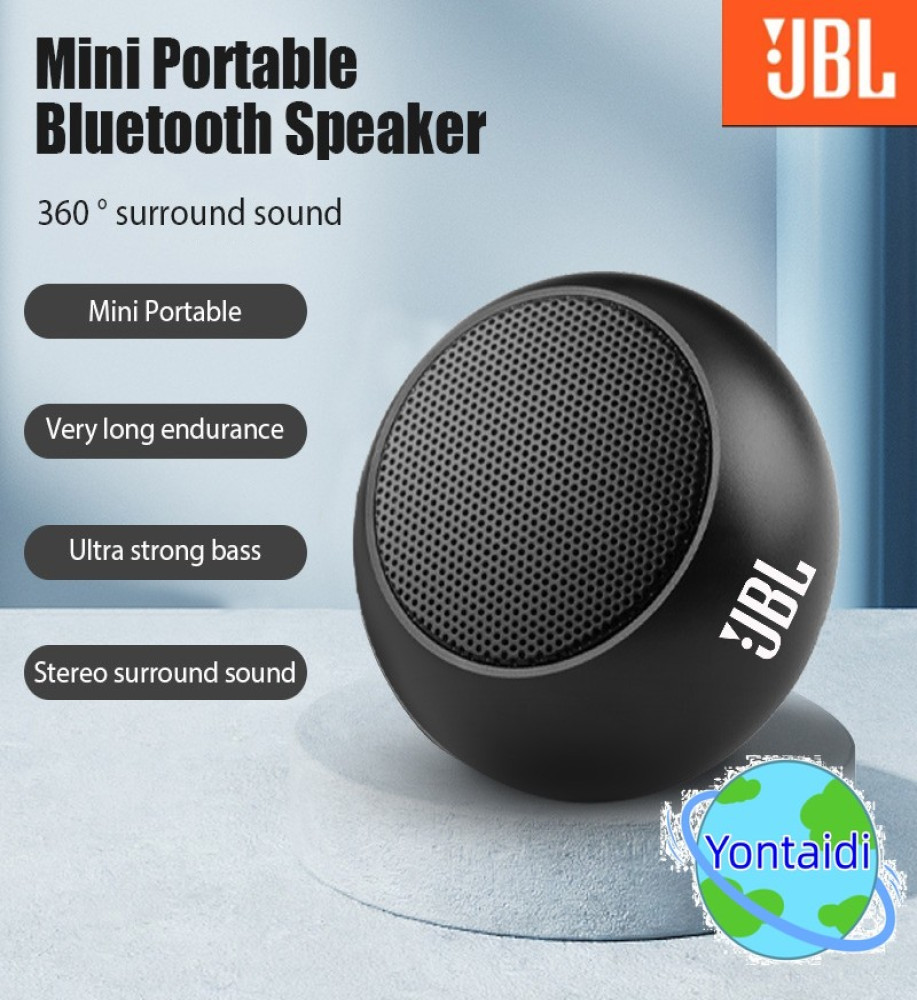 Mini Portable
Bluetooth Speaker
JBL
360 ° surround sound
Mini Portable
Very long endurance
Ultra strong bass
Stereo surround sound
JBL
Yontaidi